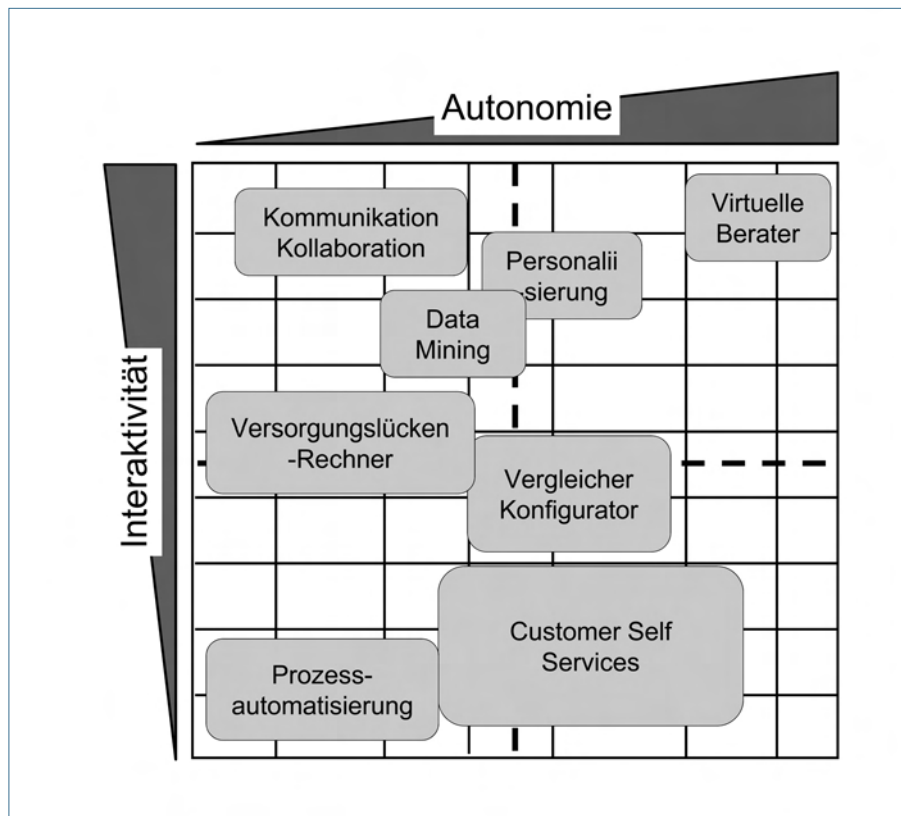 Autonomie
Interaktivität
Kommunikation
Kollaboration
Virtuelle
Berater
Personalii
-sierung
Data
Mining
Versorgungslücken
-Rechner
Vergleicher
Konfigurator
Customer Self
Services
Prozess-
automatisierung